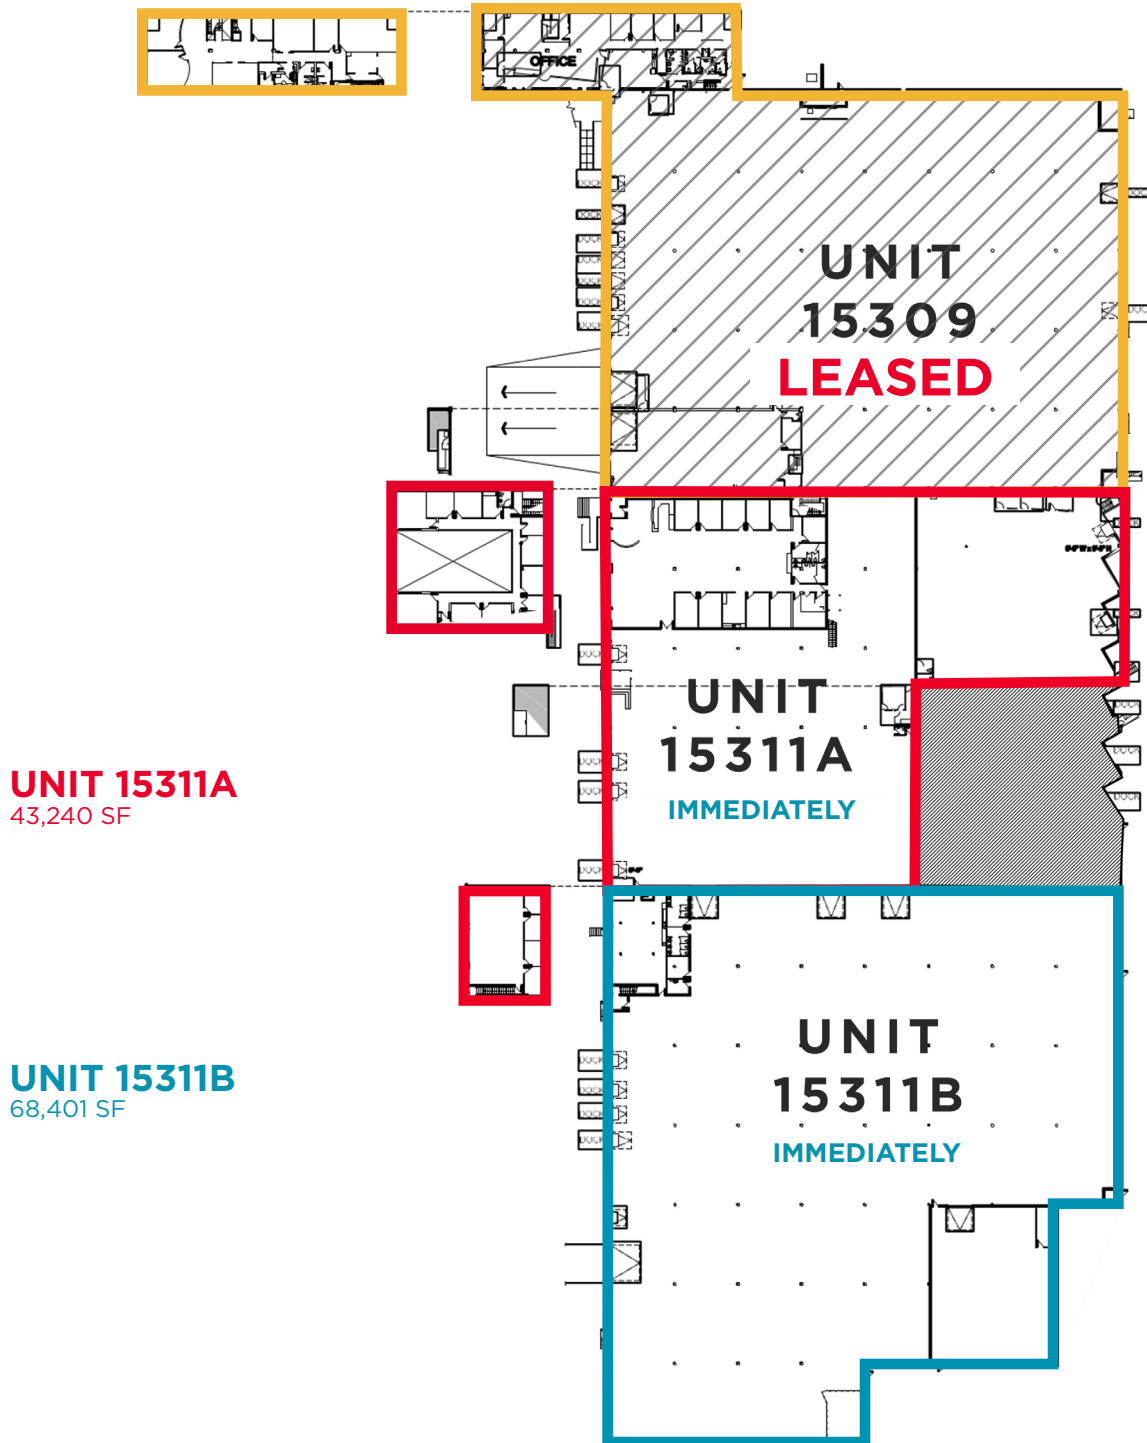 OFFICE
UNIT
15309
LEASED
UNIT
15311A
IMMEDIATELY
UNIT 15311A
43,240 SF
UNIT
15311B
IMMEDIATELY
UNIT 15311B
68,401 SF